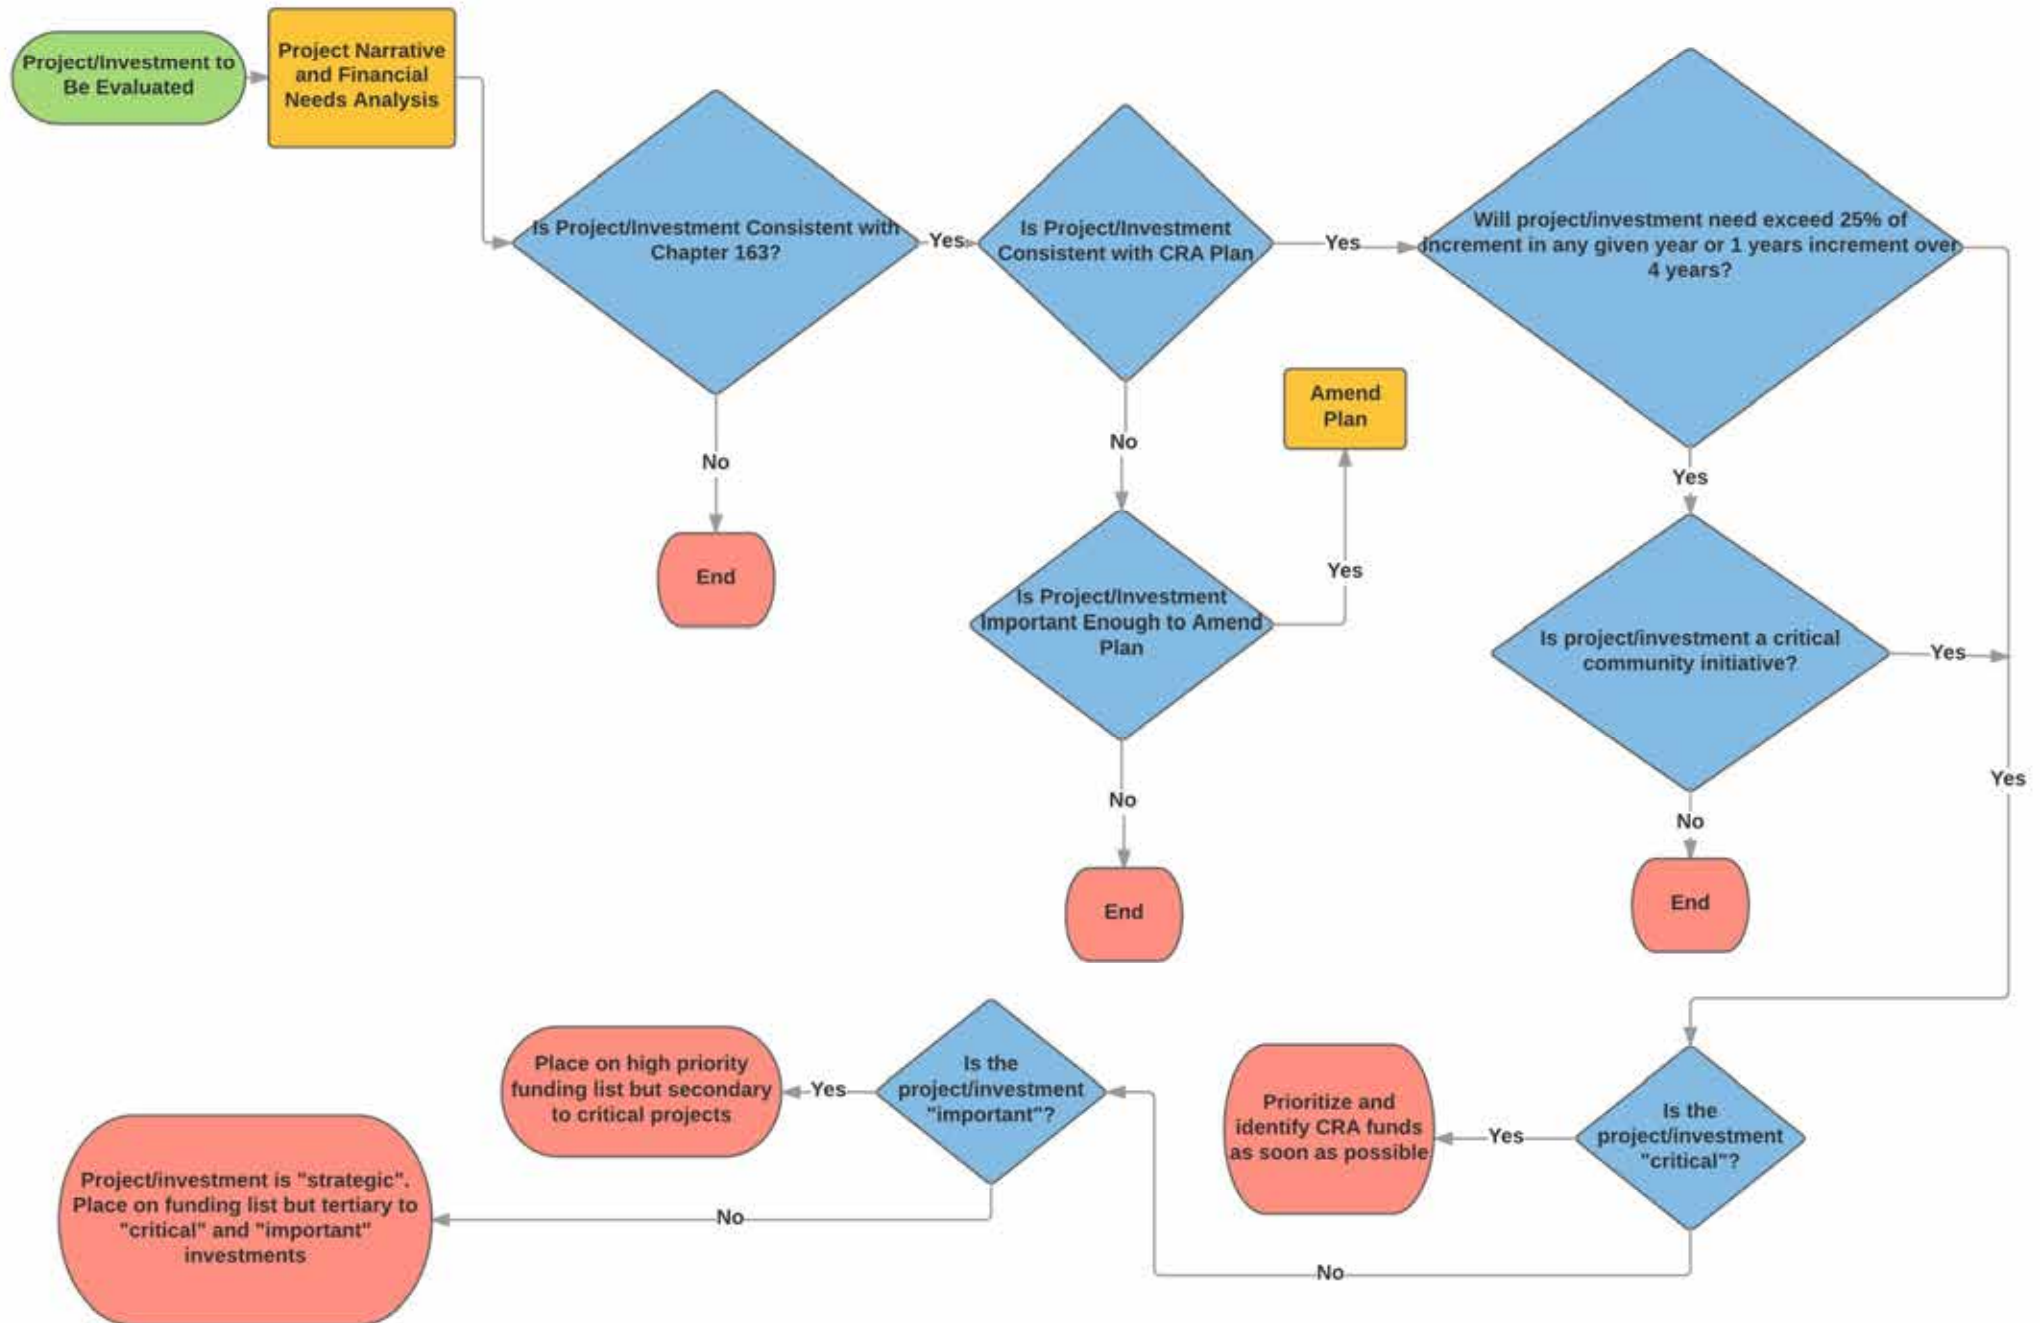 Project/Investment to
Be Evaluated
Project Narrative
and Financial
Needs Analysis
Is Project/Investment Consistent with
Chapter 163?
Yes
Is Project/Investment
Consistent with CRA Plan
Yes
Will project/investment need exceed 25% of
increment in any given year or 1 years increment over
4 years?
No
End
No
Amend
Plan
Yes
Is Project/Investment
Important Enough to Amend
Plan
No
End
Yes
Is project/investment a critical
community initiative?
Yes
No
End
Yes
Is the
project/investment
"critical"?
Yes
Prioritize and
identify CRA funds
as soon as possible
No
Is the
project/investment
"important"?
Yes
Place on high priority
funding list but secondary
to critical projects
No
Project/investment is "strategic".
Place on funding list but tertiary to
"critical" and "important"
investments